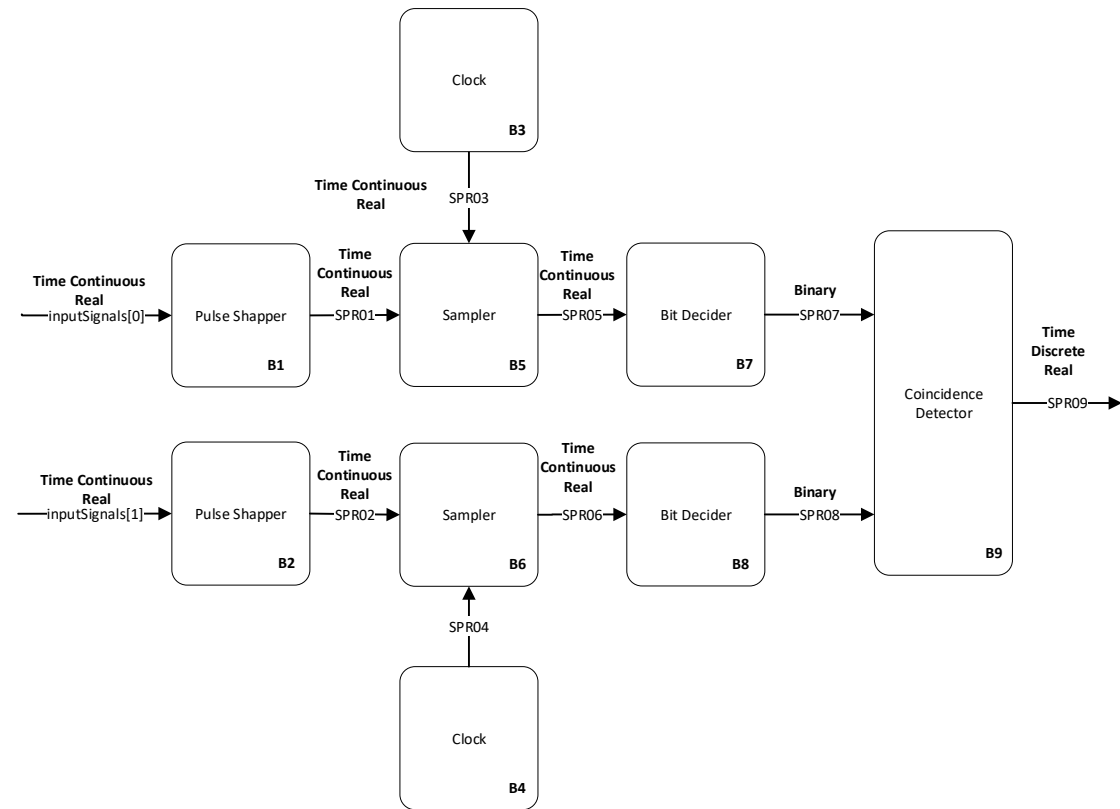 Clock
B3
Time Continuous
Real
SPR03
Time Continuous
Real
inputSignals[0]
Pulse Shapper
B1
Time
Continuous
Real
SPR01
Sampler
B5
Time
Continuous
Real
SPR05
Bit Decider
B7
Binary
SPR07
Coincidence
Detector
B9
Time
Discrete
Real
SPR09
Time Continuous
Real
inputSignals[1]
Pulse Shapper
B2
Time
Continuous
Real
SPR02
Sampler
B6
Time
Continuous
Real
SPR06
Bit Decider
B8
Binary
SPR08
SPR04
Clock
B4